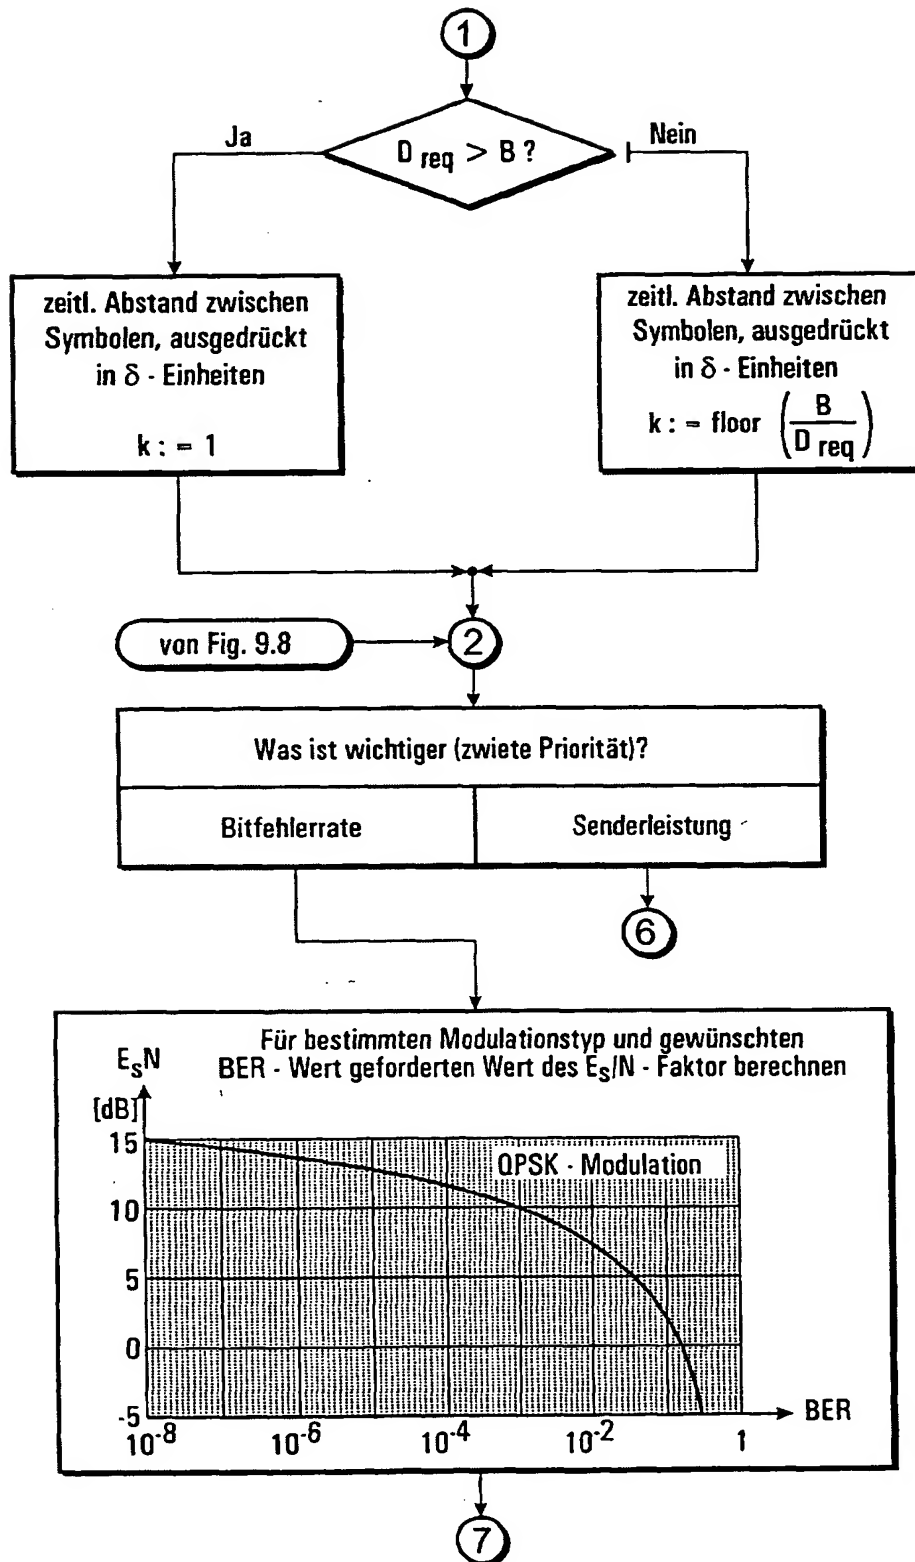 1
D req > B ?
Ja
Nein
zeitl. Abstand zwischen
Symbolen, ausgedrückt
in δ - Einheiten
k : = 1
zeitl. Abstand zwischen
Symbolen, ausgedrückt
in δ - Einheiten
k : = floor (B / D req)
von Fig. 9.8
2
Was ist wichtiger (zwiete Priorität)?
Bitfehlerrate
Senderleistung
6
Für bestimmten Modulationstyp und gewünschten
BER - Wert geforderten Wert des Es/N - Faktor berechnen
EsN
[dB]
QPSK - Modulation
15
10
5
0
-5
10-8
10-6
10-4
10-2
1
BER
7